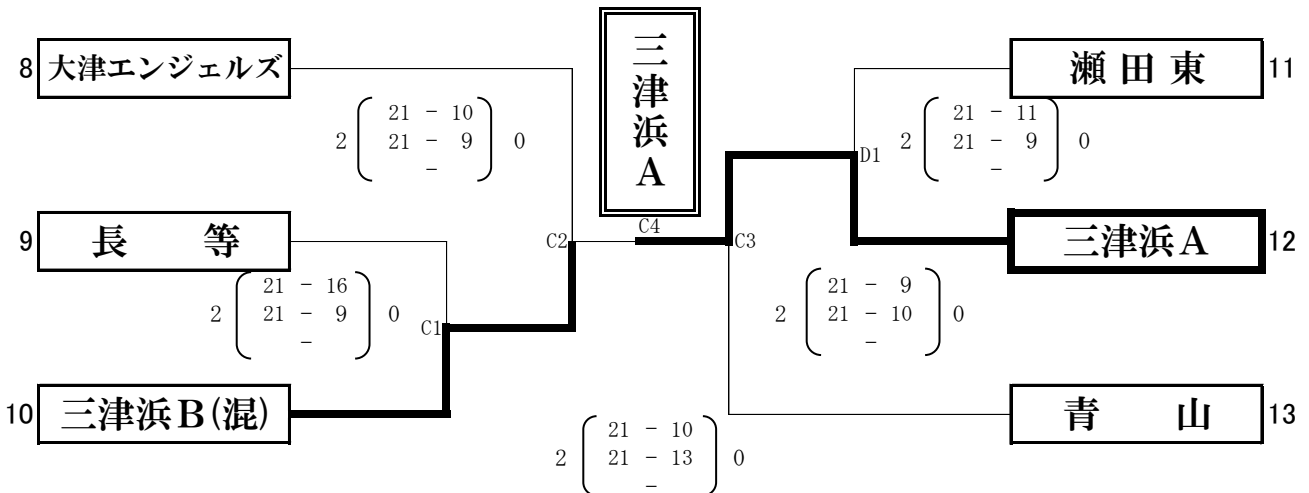 8 大津エンジェルズ
三津浜A
瀬田東 11
2 21 - 10 0
21 - 9
-
D1
2 21 - 11 0
21 - 9
-
9 長 等
C2
C4
C3
三津浜A 12
2 21 - 16 0
21 - 9
-
C1
2 21 - 9 0
21 - 10
-
10 三津浜B(混)
青 山 13
2 21 - 10 0
21 - 13
-